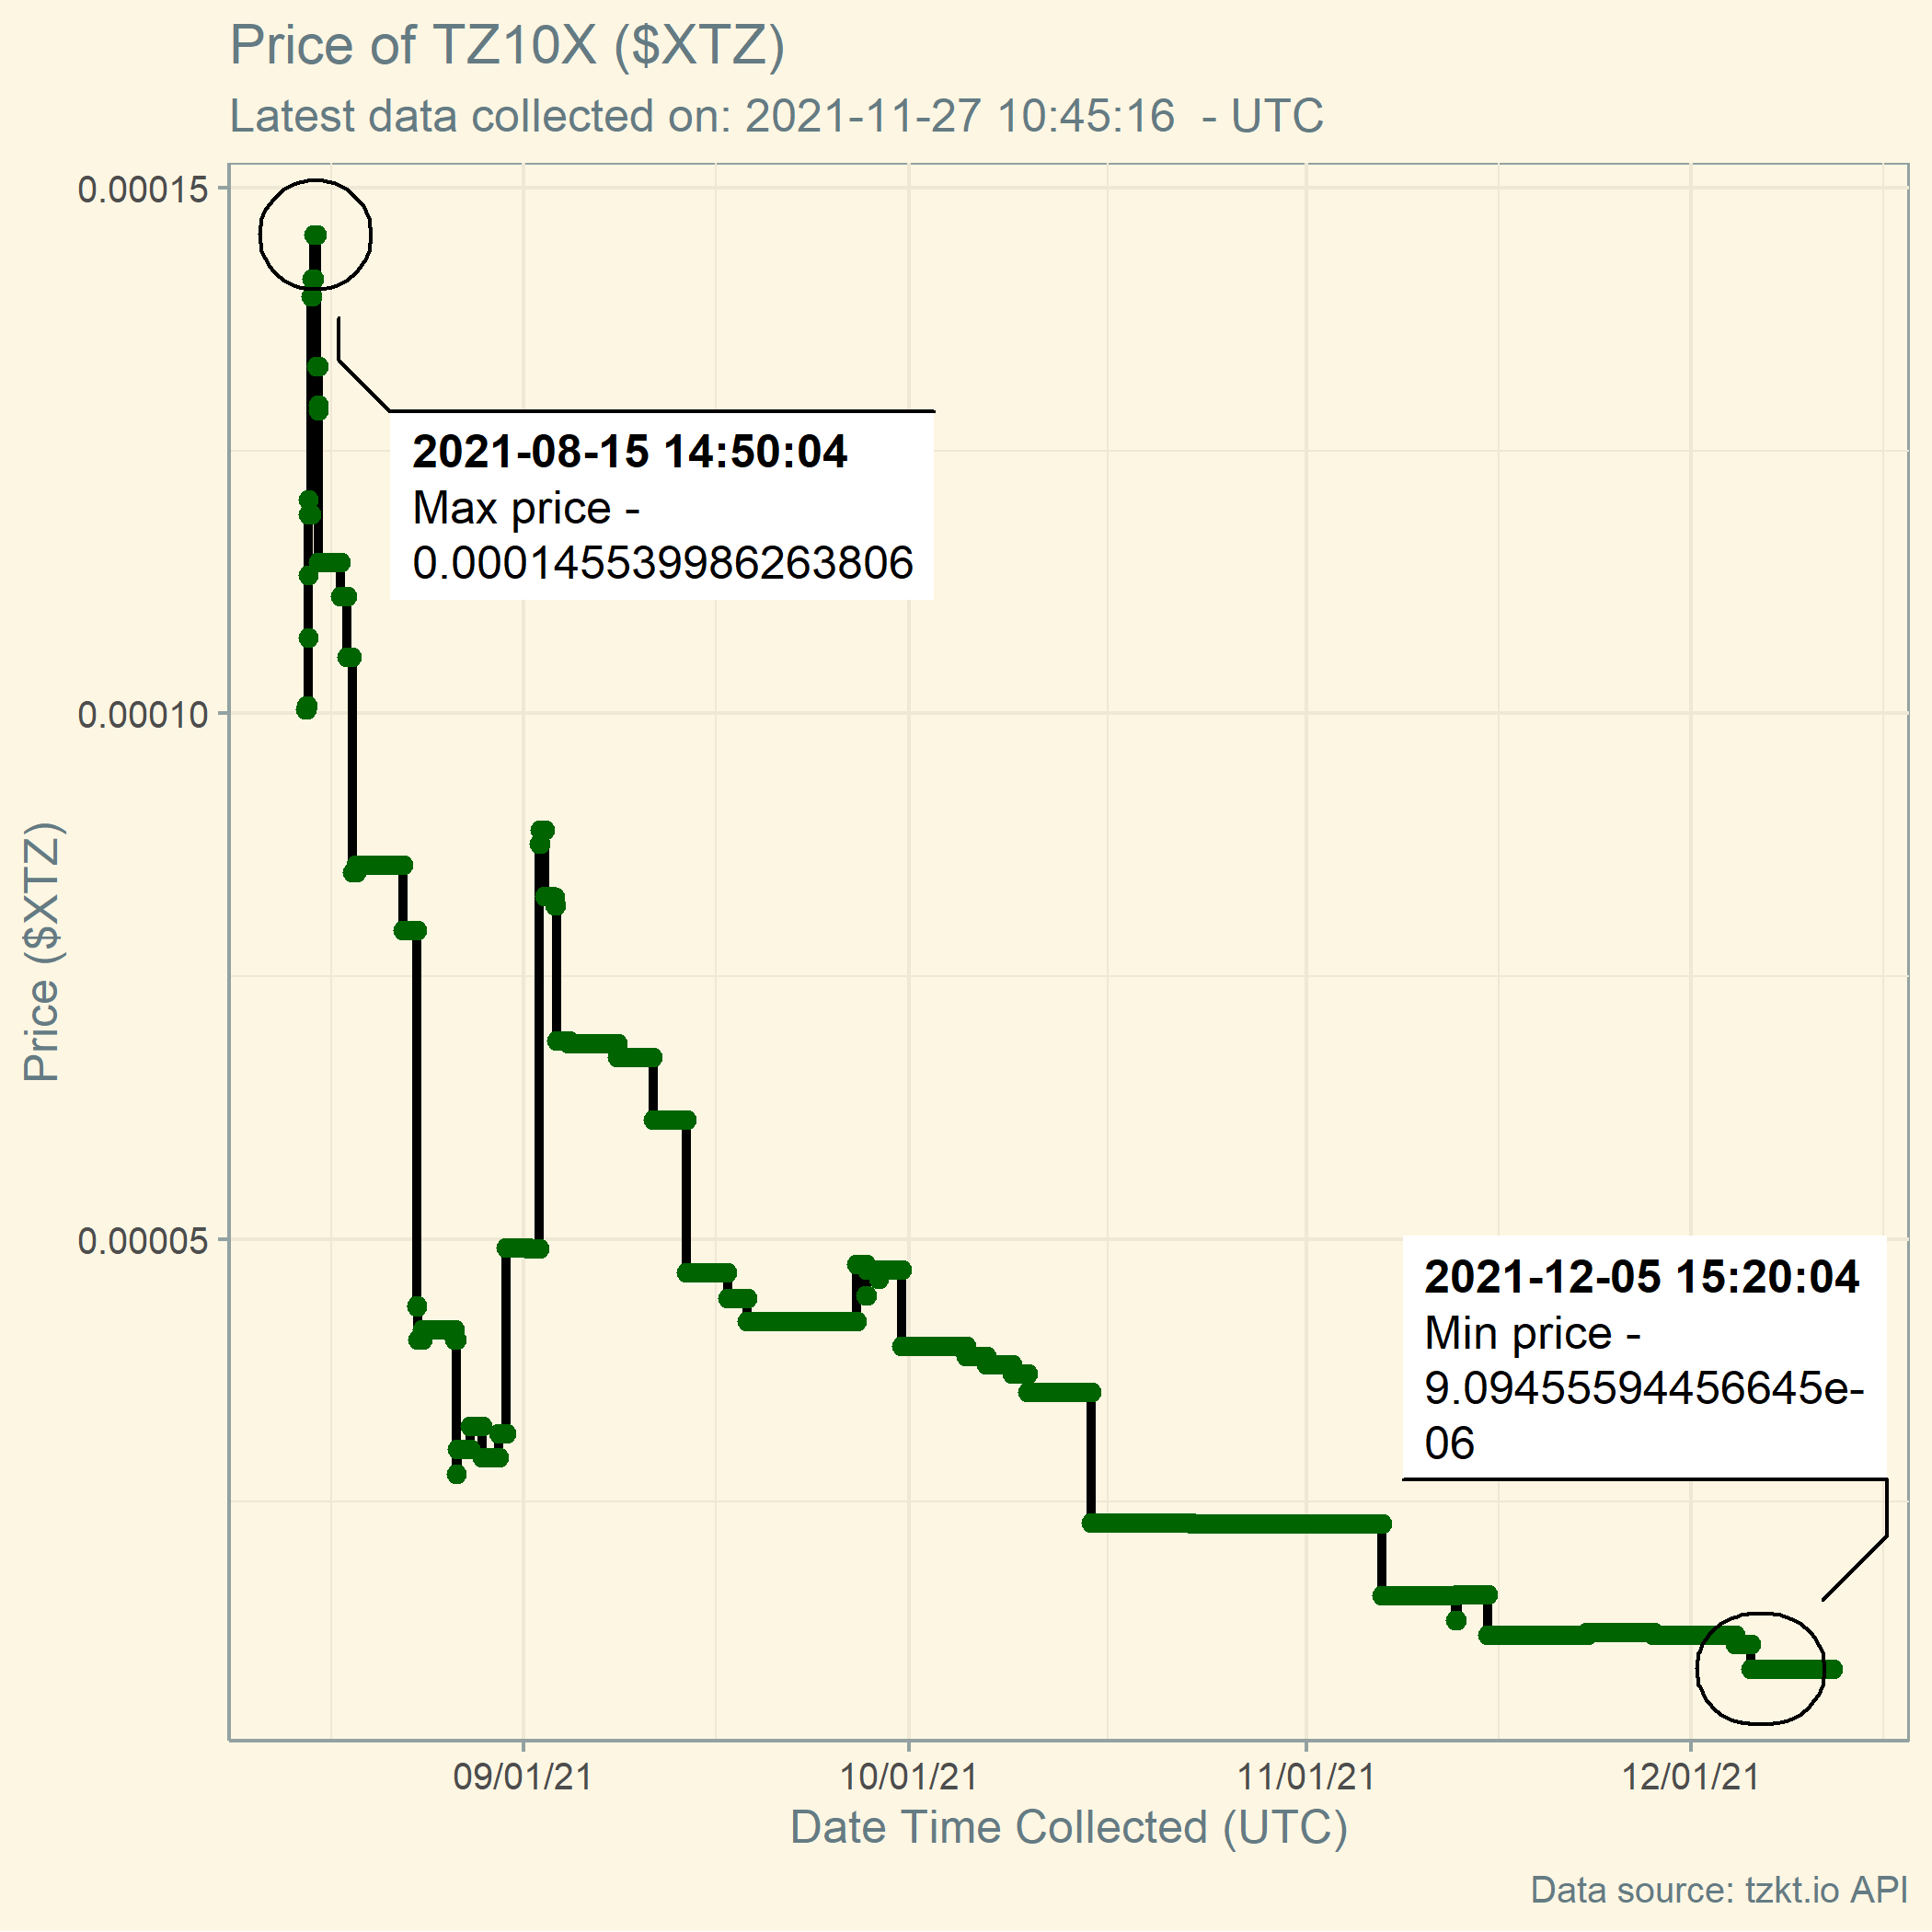 Price of TZ10X ($XTZ)
Latest data collected on: 2021-11-27 10:45:16  - UTC
0.00015
0.00010
0.00005
Price ($XTZ)
2021-08-15 14:50:04
Max price -
0.000145539986263806
2021-12-05 15:20:04
Min price -
9.09455594456645e-
06
09/01/21
10/01/21
11/01/21
12/01/21
Date Time Collected (UTC)
Data source: tzkt.io API